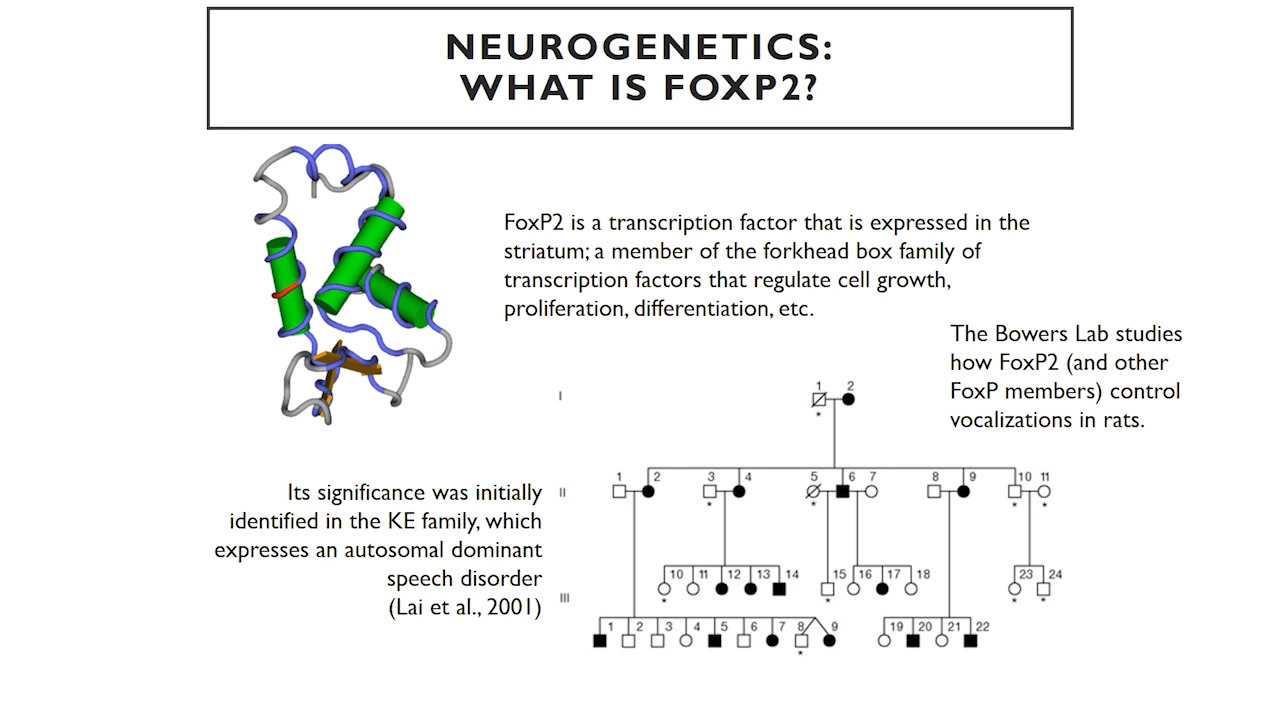 NEUROGENETICS:
WHAT IS FOXP2?
FoxP2 is a transcription factor that is expressed in the
striatum; a member of the forkhead box family of
transcription factors that regulate cell growth,
proliferation, differentiation, etc.
The Bowers Lab studies
how FoxP2 (and other
FoxP members) control
vocalizations in rats.
Its significance was initially
identified in the KE family, which
expresses an autosomal dominant
speech disorder
(Lai et al., 2001)
I
1 2
*
II
1 2 3 4 5 6 7 8 9 10 11
* * * *
10 11 12 13 14 15 16 17 18 23 24
* * * *
III
1 2 3 4 5 6 7 8 9 19 20 21 22
*